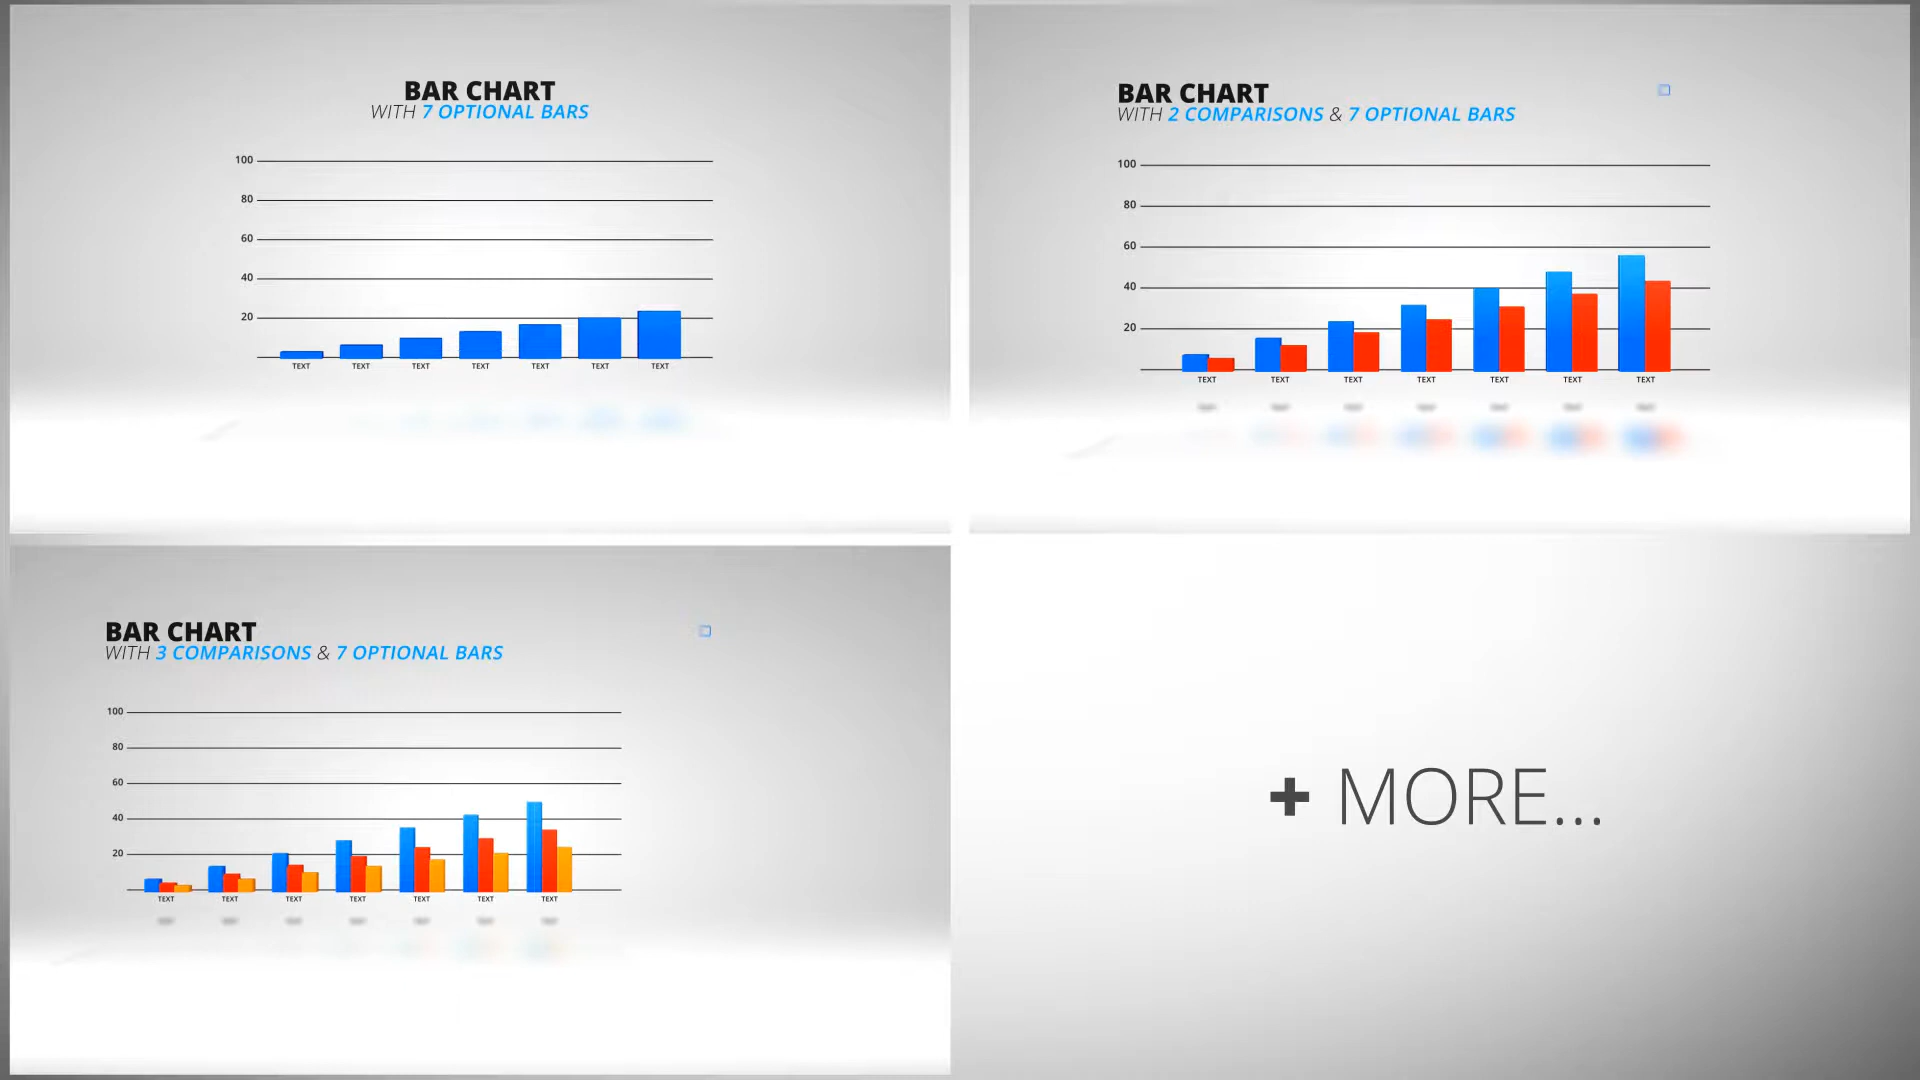 BAR CHART
WITH 7 OPTIONAL BARS
100
80
60
40
20
TEXT TEXT TEXT TEXT TEXT TEXT TEXT
BAR CHART
WITH 2 COMPARISONS & 7 OPTIONAL BARS
100
80
60
40
20
TEXT TEXT TEXT TEXT TEXT TEXT TEXT
BAR CHART
WITH 3 COMPARISONS & 7 OPTIONAL BARS
100
80
60
40
20
TEXT TEXT TEXT TEXT TEXT TEXT TEXT
+ MORE...